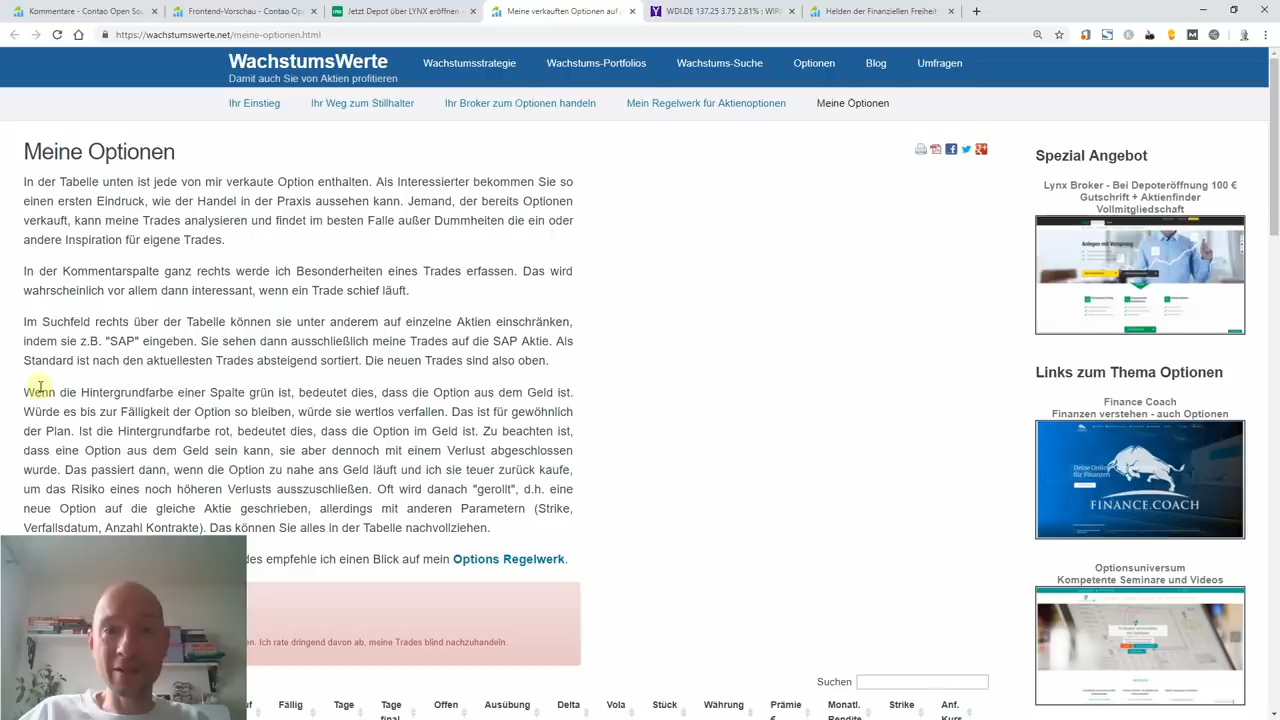 Kommentare - Contao Open Sou
Frontend-Vorschau - Contao Op
Jetzt Depot über LYNX eröffnen
Meine verkauften Optionen auf
WDI.DE 137.25 3.75 2.81% : WIR
Helden der Finanziellen Freiheit
https://wachstumswerte.net/meine-optionen.html
WachstumsWerte
Damit auch Sie von Aktien profitieren
Wachstumsstrategie
Wachstums-Portfolios
Wachstums-Suche
Optionen
Blog
Umfragen
Ihr Einstieg
Ihr Weg zum Stillhalter
Ihr Broker zum Optionen handeln
Mein Regelwerk für Aktienoptionen
Meine Optionen
Meine Optionen
In der Tabelle unten ist jede von mir verkaute Option enthalten. Als Interessierter bekommen Sie so
einen ersten Eindruck, wie der Handel in der Praxis aussehen kann. Jemand, der bereits Optionen
verkauft, kann meine Trades analysieren und findet im besten Falle auch Argumenten die ein oder
andere Inspiration für eigene Trades.
In der Kommentarspalte ganz rechts werde ich Besonderheiten eines Trades erfassen. Das wird
wahrscheinlich vor allem dann interessant, wenn ein Trade schief läuft.
Im Suchfeld rechts über der Tabelle können Sie unter anderem auf einzelne Aktien einschränken,
indem sie z.B. "SAP" eingeben. Sie sehen dann ausschließlich meine Trades auf die SAP Aktie. Als
Standard ist nach den aktuellesten Trades absteigend sortiert. Die neuen Trades sind also oben.
Wenn die Hintergrundfarbe einer Spalte grün ist, bedeutet dies, dass die Option aus dem Geld ist.
Würde es bis zur Fälligkeit der Option so bleiben, würde sie wertlos verfallen. Das ist für gewöhnlich
der Plan. Ist die Hintergrundfarbe rot, bedeutet dies, dass die Option im Geld ist. Zu beachten ist,
dass eine Option aus dem Geld sein kann, sie aber dennoch mit einem Verlust abgeschlossen
wurde. Das passiert dann, wenn die Option zu nahe ans Geld läuft und ich sie teuer zurück kaufe,
um das Risiko eines noch höheren Verlusts auszuschließen. Oft wird danach "gerollt", d.h. eine
neue Option auf die gleiche Aktie geschrieben, allerdings mit anderen Parametern (Strike,
Verfallsdatum, Anzahl Kontrakte). Das können Sie alles in der Tabelle nachvollziehen.
des empfehle ich einen Blick auf mein Options Regelwerk.
en. Ich rate dringend davon ab, meine Trades blind nachzuhandeln.
Suchen
Tage
final
Delta
Vola
Stück
Prämie
€
Monatl.
Rendite
Strike
Anf.
Kurs
Spezial Angebot
Lynx Broker - Bei Depoteröffnung 100 €
Gutschrift + Aktienfinder
Vollmitgliedschaft
Anlegen mit Vorsprung
Links zum Thema Optionen
Finance Coach
Finanzen verstehen - auch Optionen
Deine Onli
für Finanzen
FINANCE.COACH
Optionsuniversum
Kompetente Seminare und Videos